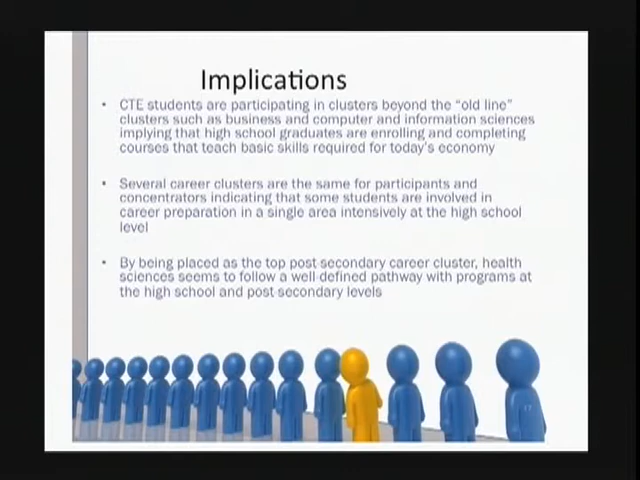 Implications
• CTE students are participating in clusters beyond the "old line"
clusters such as business and computer and information sciences
implying that high school graduates are enrolling and completing
courses that teach basic skills required for today's economy
• Several career clusters are the same for participants and
concentrators indicating that some students are involved in
career preparation in a single area intensively at the high school
level
• By being placed as the top post secondary career cluster, health
sciences seems to follow a well defined pathway with programs at
the high school and post secondary levels